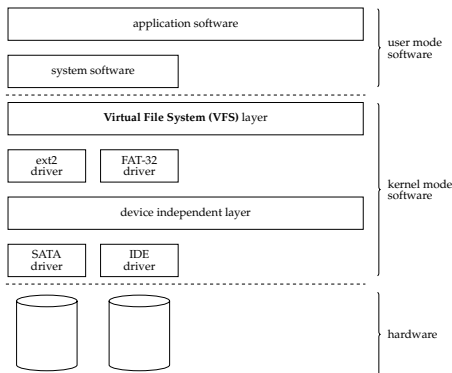 application software
user mode
software
system software
Virtual File System (VFS) layer
ext2
driver
FAT-32
driver
kernel mode
software
device independent layer
SATA
driver
IDE
driver
hardware